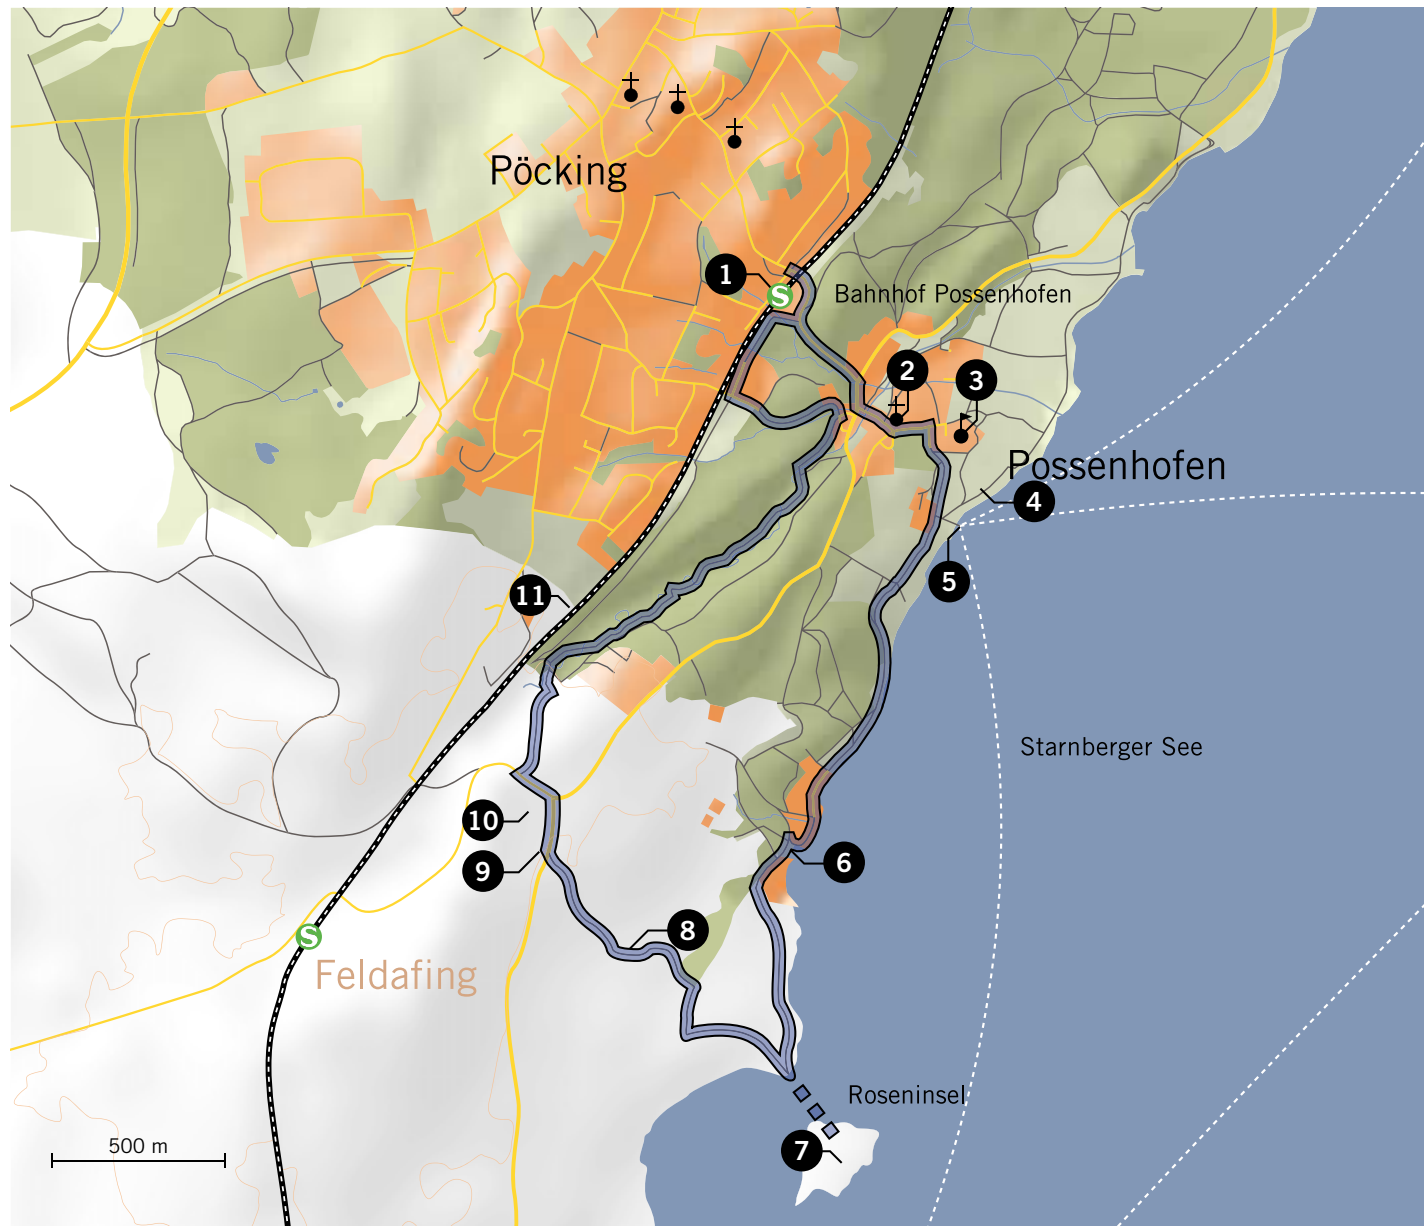 Pöcking
1
S
Bahnhof Possenhofen
2
3
Possenhofen
4
5
11
Starnberger See
10
6
9
8
S
Feldafing
Roseninsel
500 m
7